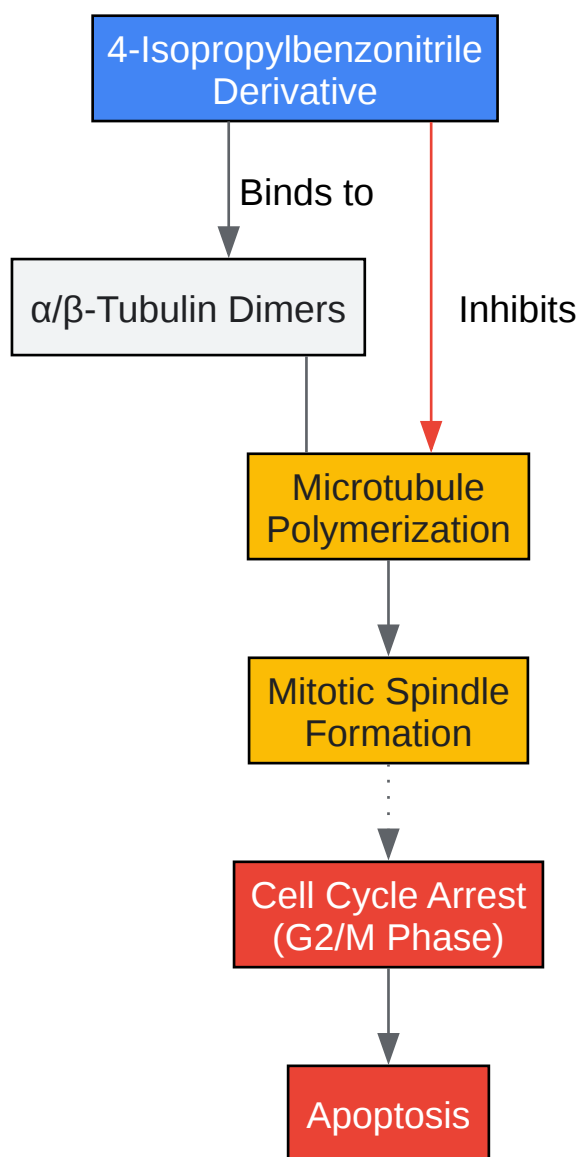 4-Isopropylbenzonitrile
Derivative
Binds to
α/β-Tubulin Dimers
Inhibits
Microtubule
Polymerization
Mitotic Spindle
Formation
Cell Cycle Arrest
(G2/M Phase)
Apoptosis